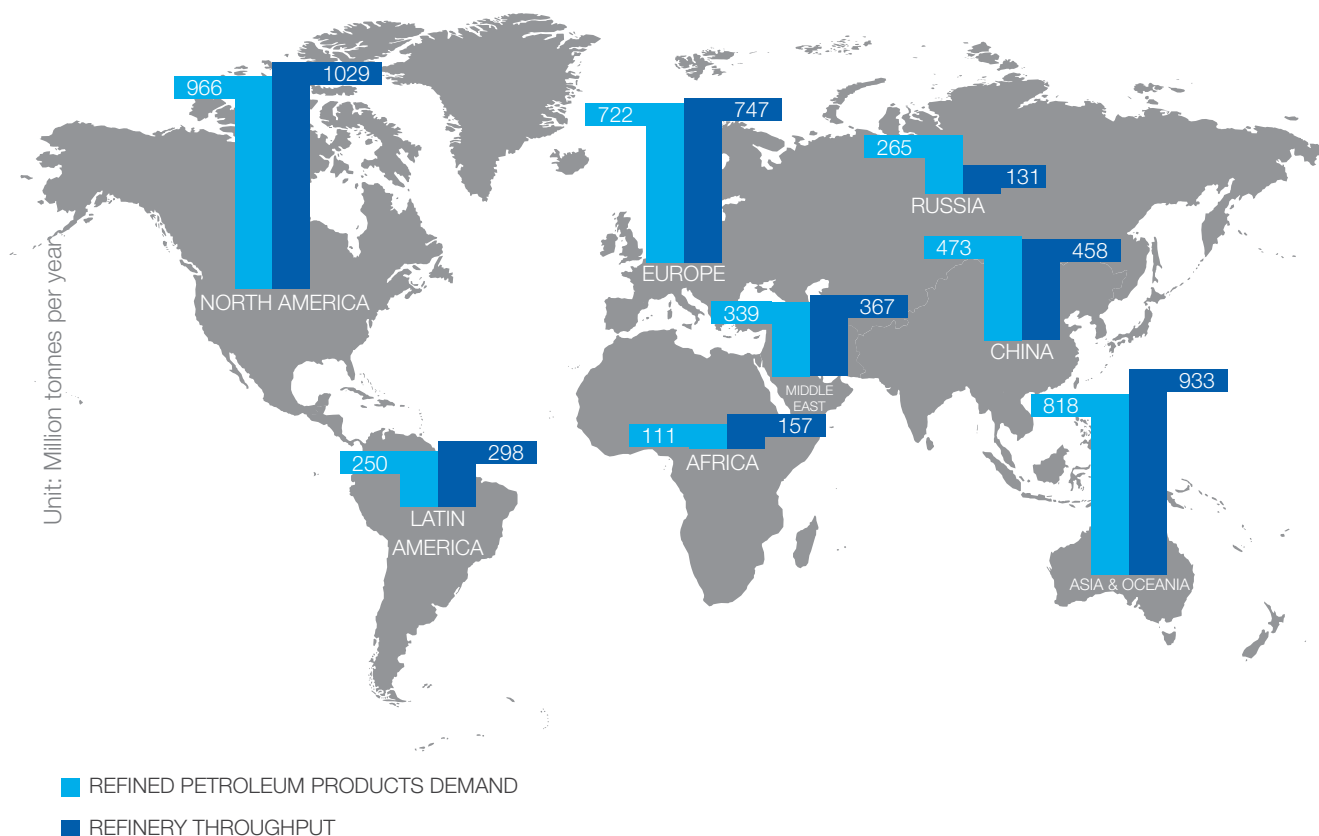 966
1029
NORTH AMERICA
722
747
EUROPE
265
131
RUSSIA
473
458
CHINA
339
367
MIDDLE
EAST
111
157
AFRICA
250
298
LATIN
AMERICA
818
933
ASIA & OCEANIA
Unit: Million tonnes per year
REFINED PETROLEUM PRODUCTS DEMAND
REFINERY THROUGHPUT